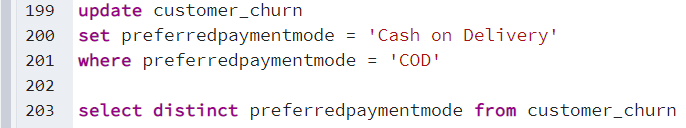 199 update customer_churn
200 set preferredpaymentmode = 'Cash on Delivery'
201 where preferredpaymentmode = 'COD'
202
203 select distinct preferredpaymentmode from customer_churn